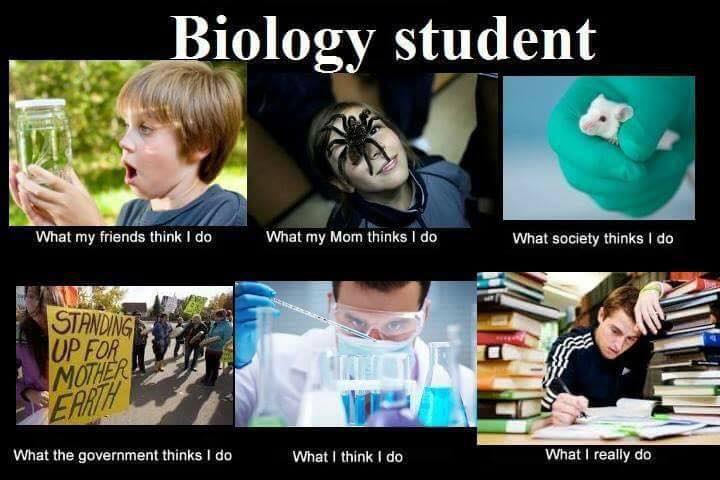 Biology student
What my friends think I do
What my Mom thinks I do
What society thinks I do
STANDING
UP FOR
MOTHER
EARTH
What the government thinks I do
What I think I do
What I really do